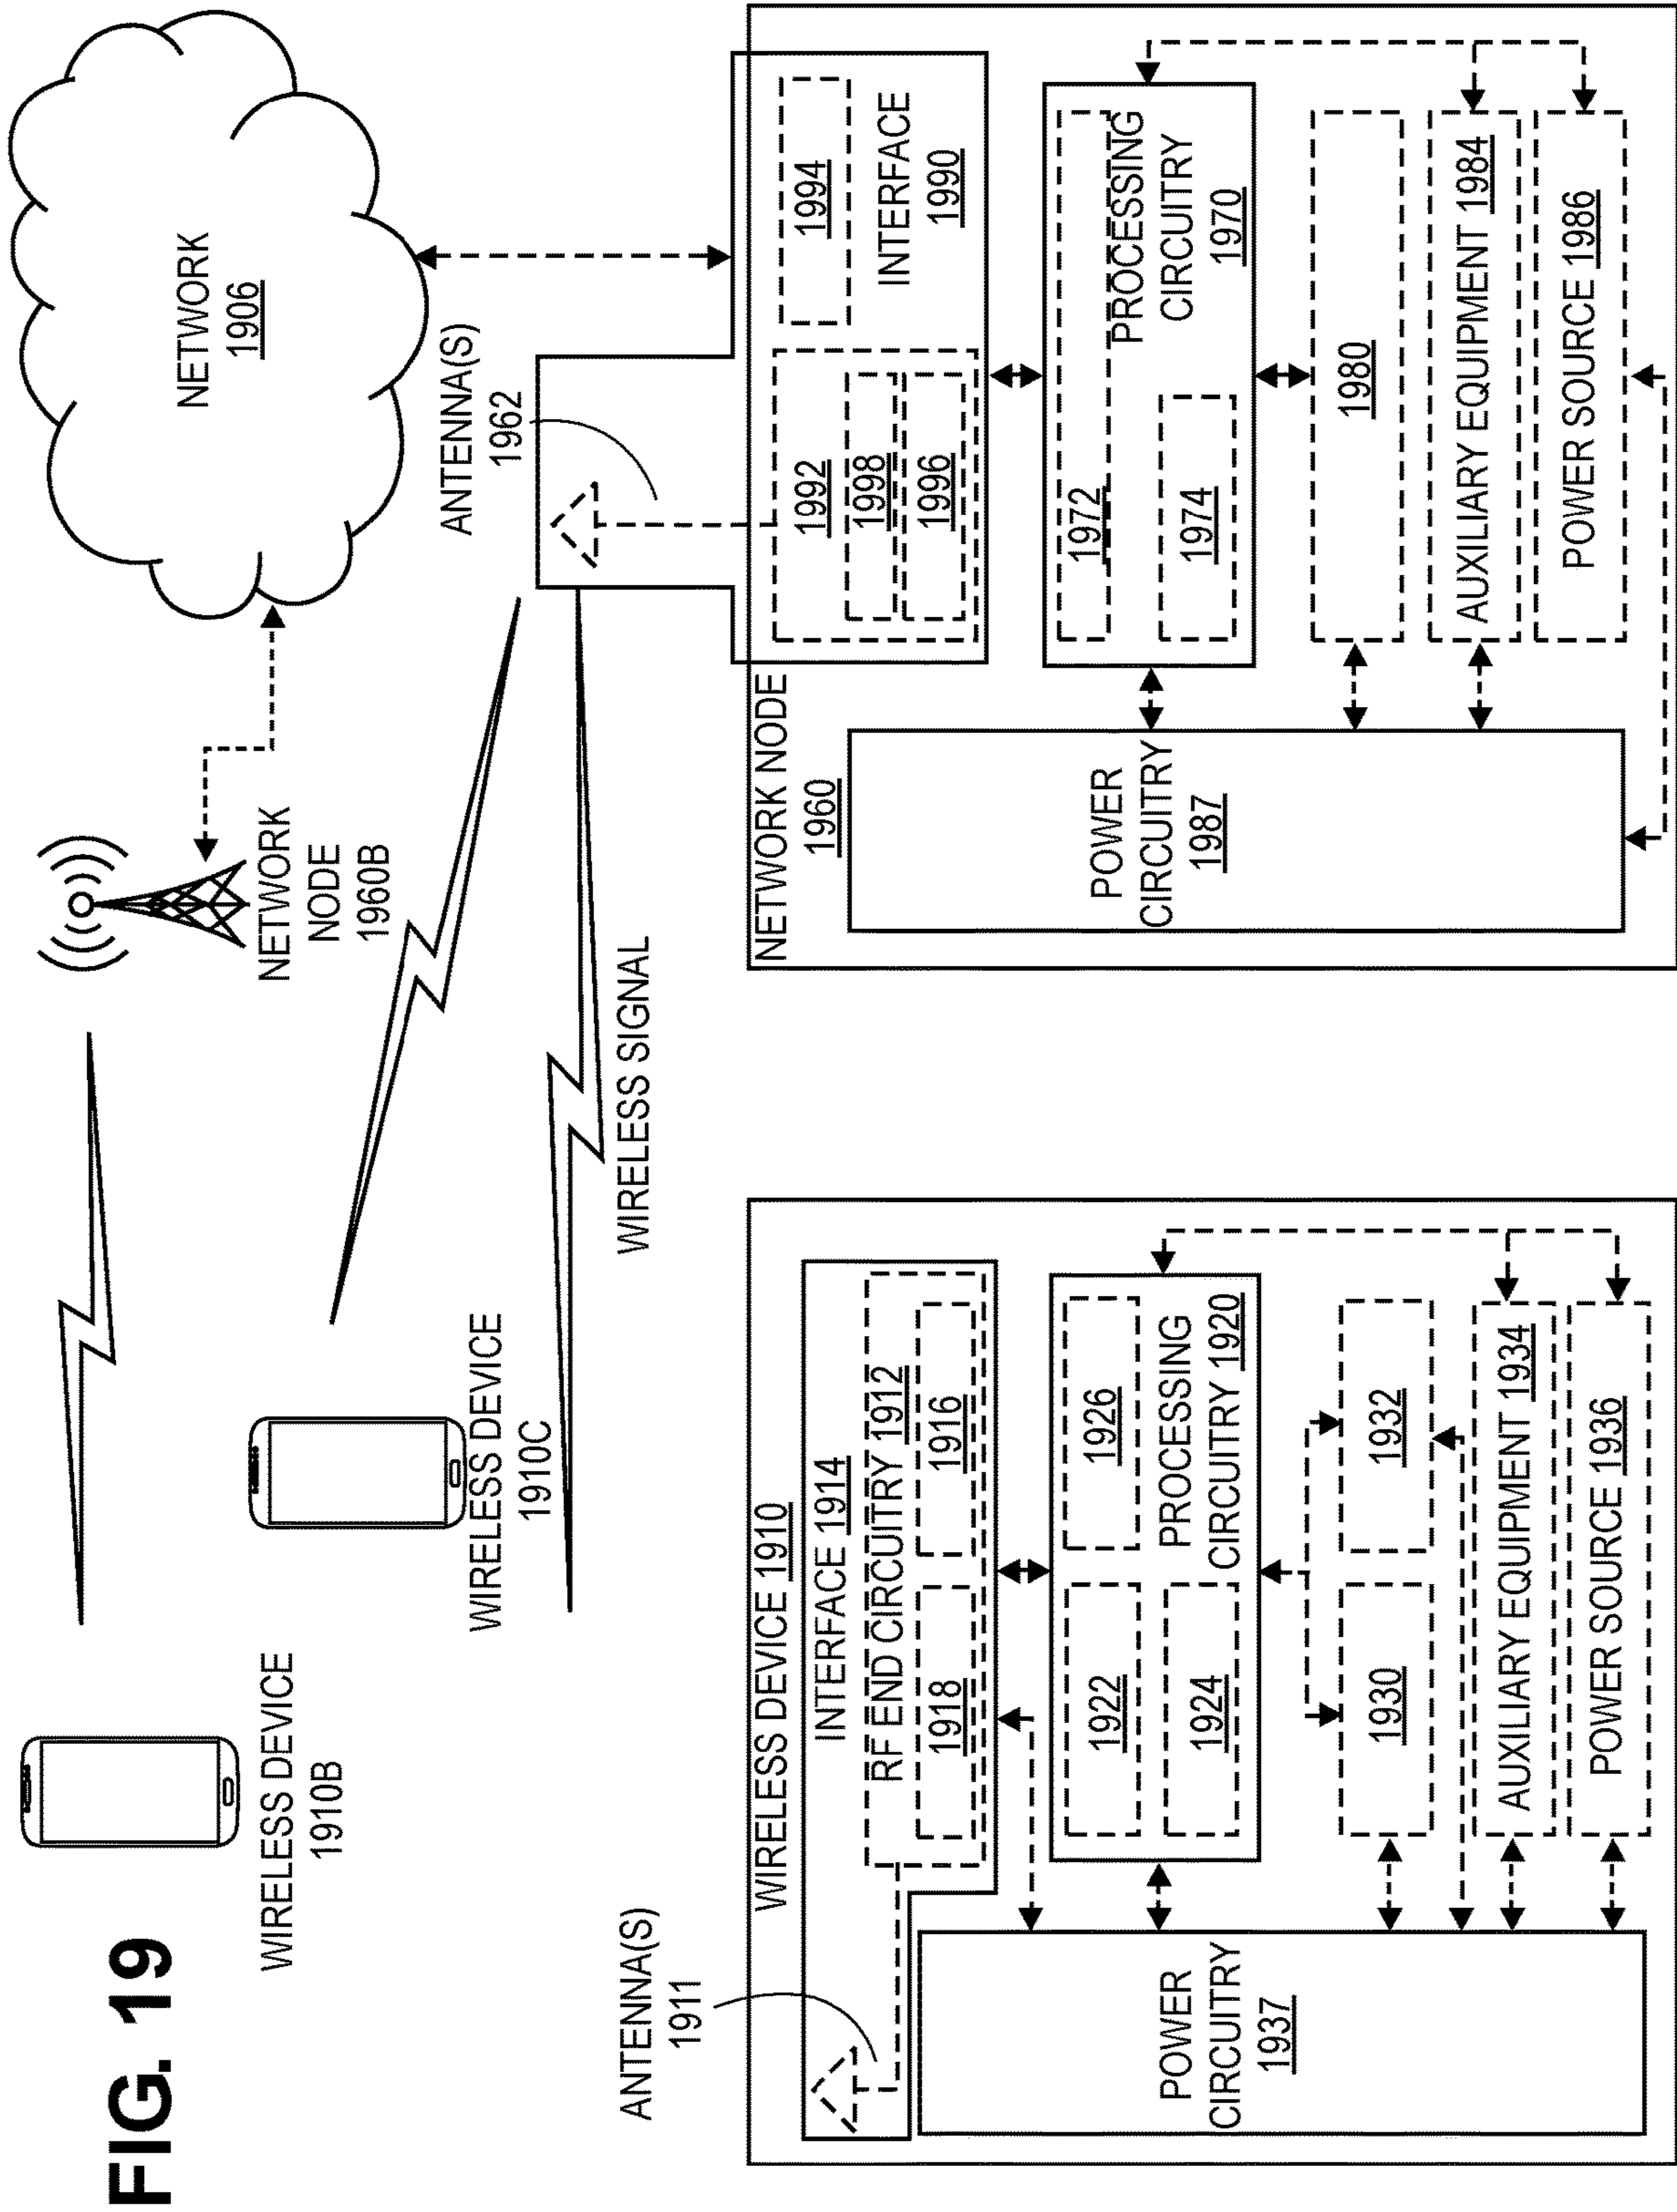 FIG. 19
WIRELESS DEVICE
1910B
WIRELESS DEVICE
1910C
NETWORK
NODE
1960B
NETWORK
1906
ANTENNA(S)
1962
WIRELESS SIGNAL
ANTENNA(S)
1911
WIRELESS DEVICE 1910
INTERFACE 1914
RF END CIRCUITRY 1912
1918
1916
1922
1926
1924
PROCESSING
CIRCUITRY 1920
1930
1932
AUXILIARY EQUIPMENT 1934
POWER SOURCE 1936
POWER
CIRCUITRY
1937
NETWORK NODE
1960
1992
1998
1996
1994
INTERFACE
1990
1972
PROCESSING
CIRCUITRY
1970
1974
1980
AUXILIARY EQUIPMENT 1984
POWER SOURCE 1986
POWER
CIRCUITRY
1987